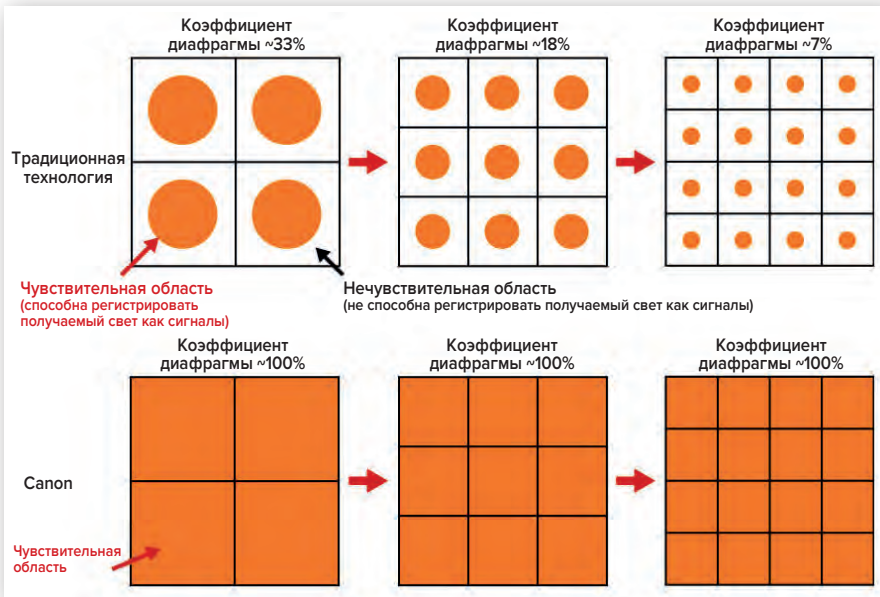 Коэффициент
диафрагмы ~33%
Коэффициент
диафрагмы ~18%
Коэффициент
диафрагмы ~7%
Традиционная
технология
Чувствительная область
(способна регистрировать
получаемый свет как сигналы)
Нечувствительная область
(не способна регистрировать получаемый свет как сигналы)
Коэффициент
диафрагмы ~100%
Коэффициент
диафрагмы ~100%
Коэффициент
диафрагмы ~100%
Canon
Чувствительная
область